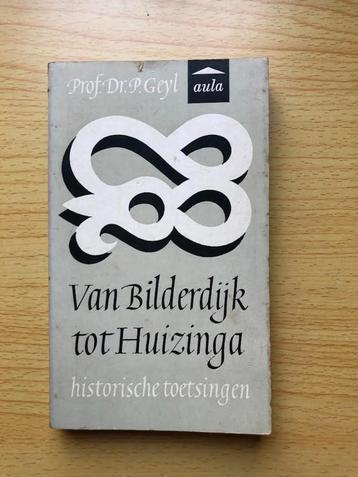 Prof. Dr. P. Geyl
aula
Van Bilderdijk
tot Huizinga
historische toetsingen